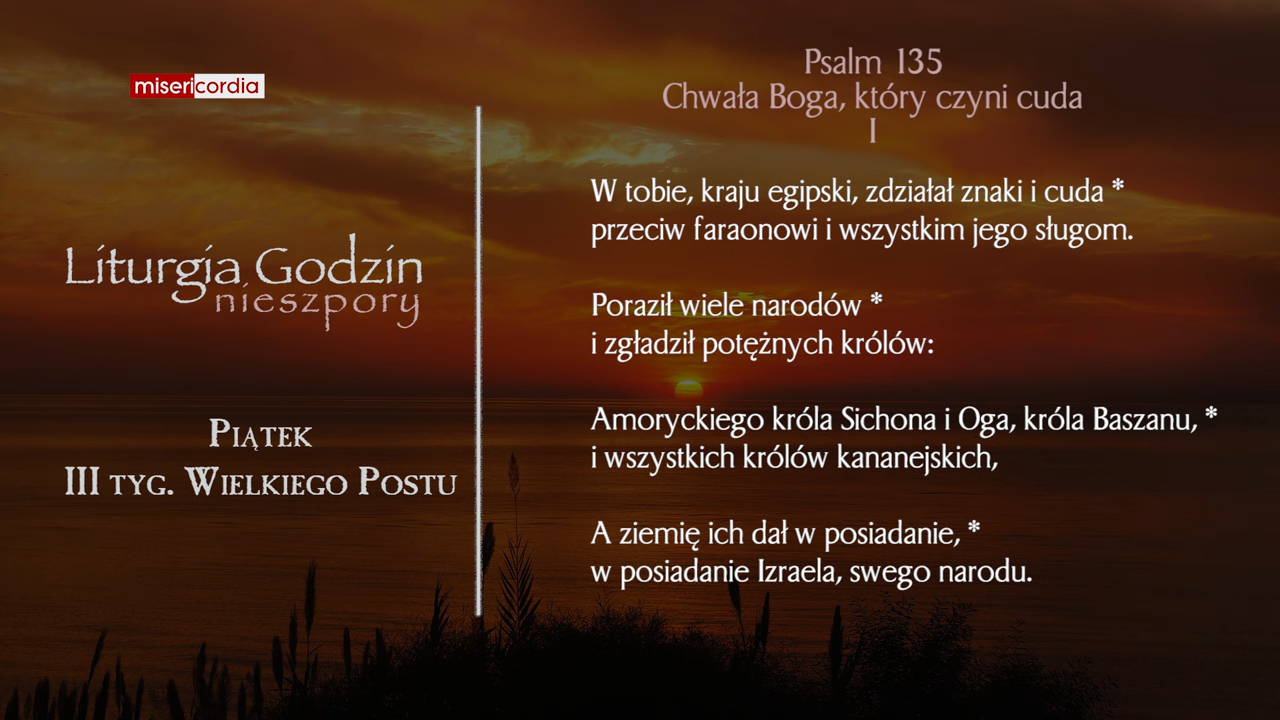 misericordia
Liturgia Godzin
nieszpory
Piątek
III tyg. Wielkiego Postu
Psalm 135
Chwała Boga, który czyni cuda
I
W tobie, kraju egipski, zdziałał znaki i cuda *
przeciw faraonowi i wszystkim jego sługom.
Poraził wiele narodów *
i zgładził potężnych królów:
Amoryckiego króla Sichona i Oga, króla Baszanu, *
i wszystkich królów kananejskich,
A ziemię ich dał w posiadanie, *
w posiadanie Izraela, swego narodu.